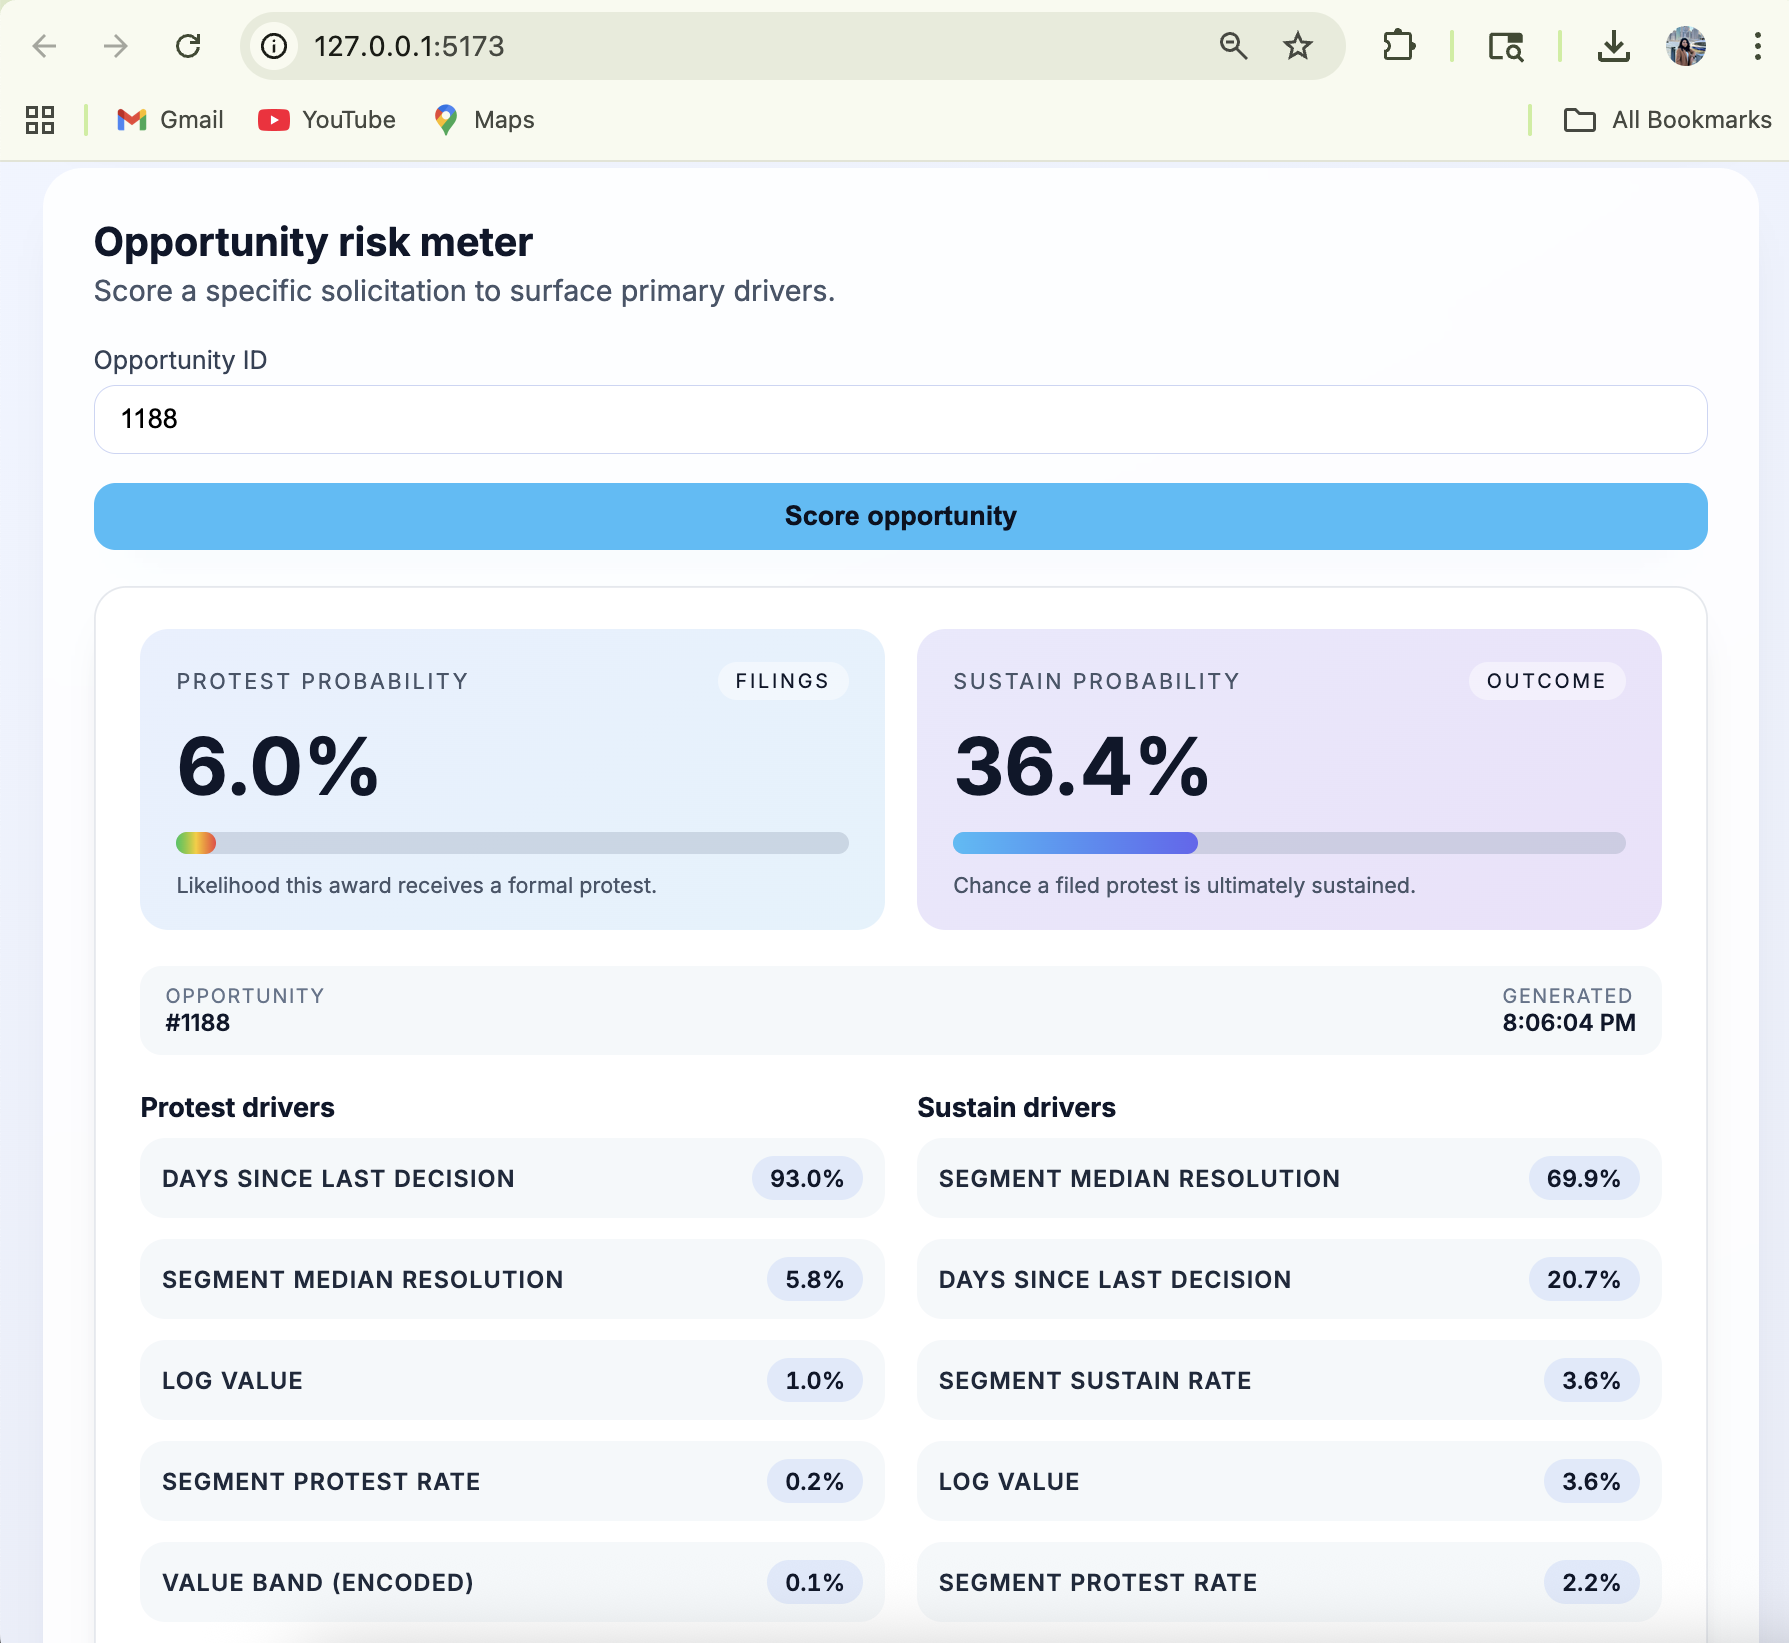 127.0.0.1:5173
Gmail YouTube Maps All Bookmarks
Opportunity risk meter
Score a specific solicitation to surface primary drivers.
Opportunity ID
1188
Score opportunity
PROTEST PROBABILITY FILINGS
6.0%
Likelihood this award receives a formal protest.
SUSTAIN PROBABILITY OUTCOME
36.4%
Chance a filed protest is ultimately sustained.
OPPORTUNITY
#1188
GENERATED
8:06:04 PM
Protest drivers
DAYS SINCE LAST DECISION 93.0%
SEGMENT MEDIAN RESOLUTION 5.8%
LOG VALUE 1.0%
SEGMENT PROTEST RATE 0.2%
VALUE BAND (ENCODED) 0.1%
Sustain drivers
SEGMENT MEDIAN RESOLUTION 69.9%
DAYS SINCE LAST DECISION 20.7%
SEGMENT SUSTAIN RATE 3.6%
LOG VALUE 3.6%
SEGMENT PROTEST RATE 2.2%